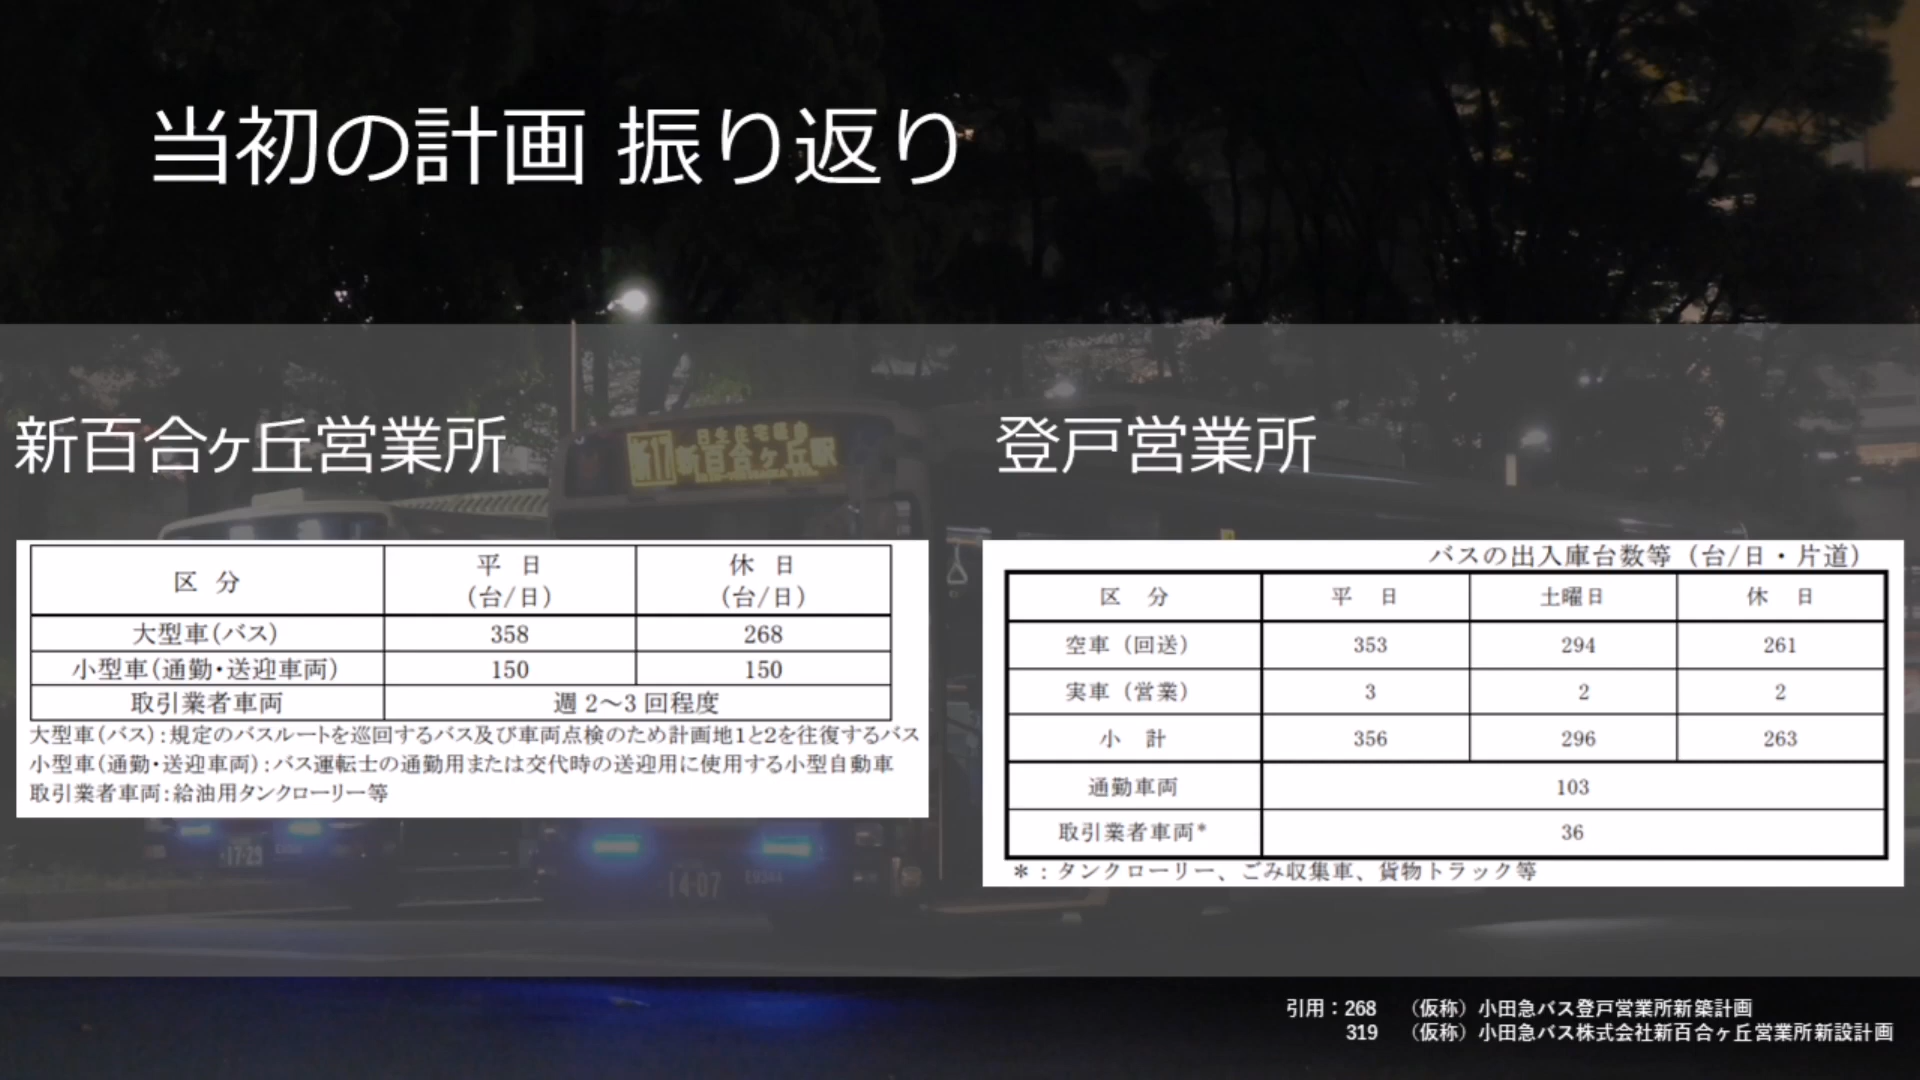 当初の計画 振り返り
新百合ヶ丘営業所
区 分 平 日 (台/日) 休 日 (台/日)
大型車(バス) 358 268
小型車(通勤・送迎車両) 150 150
取引業者車両 週2～3回程度
大型車(バス):規定のバスルートを巡回するバス及び車両点検のため計画地1と2を往復するバス
小型車(通勤・送迎車両):バス運転士の通勤用または交代時の送迎用に使用する小型自動車
取引業者車両:給油用タンクローリー等
登戸営業所
バスの出入庫台数等（台/日・片道）
区 分 平 日 土曜日 休 日
空車（回送） 353 294 261
実車（営業） 3 2 2
小 計 356 296 263
通勤車両 103
取引業者車両* 36
＊：タンクローリー、ごみ収集車、貨物トラック等
日生住宅経由
新17 新百合ヶ丘駅
17-29
14-07
引用：268 （仮称）小田急バス登戸営業所新築計画
319 （仮称）小田急バス株式会社新百合ヶ丘営業所新設計画